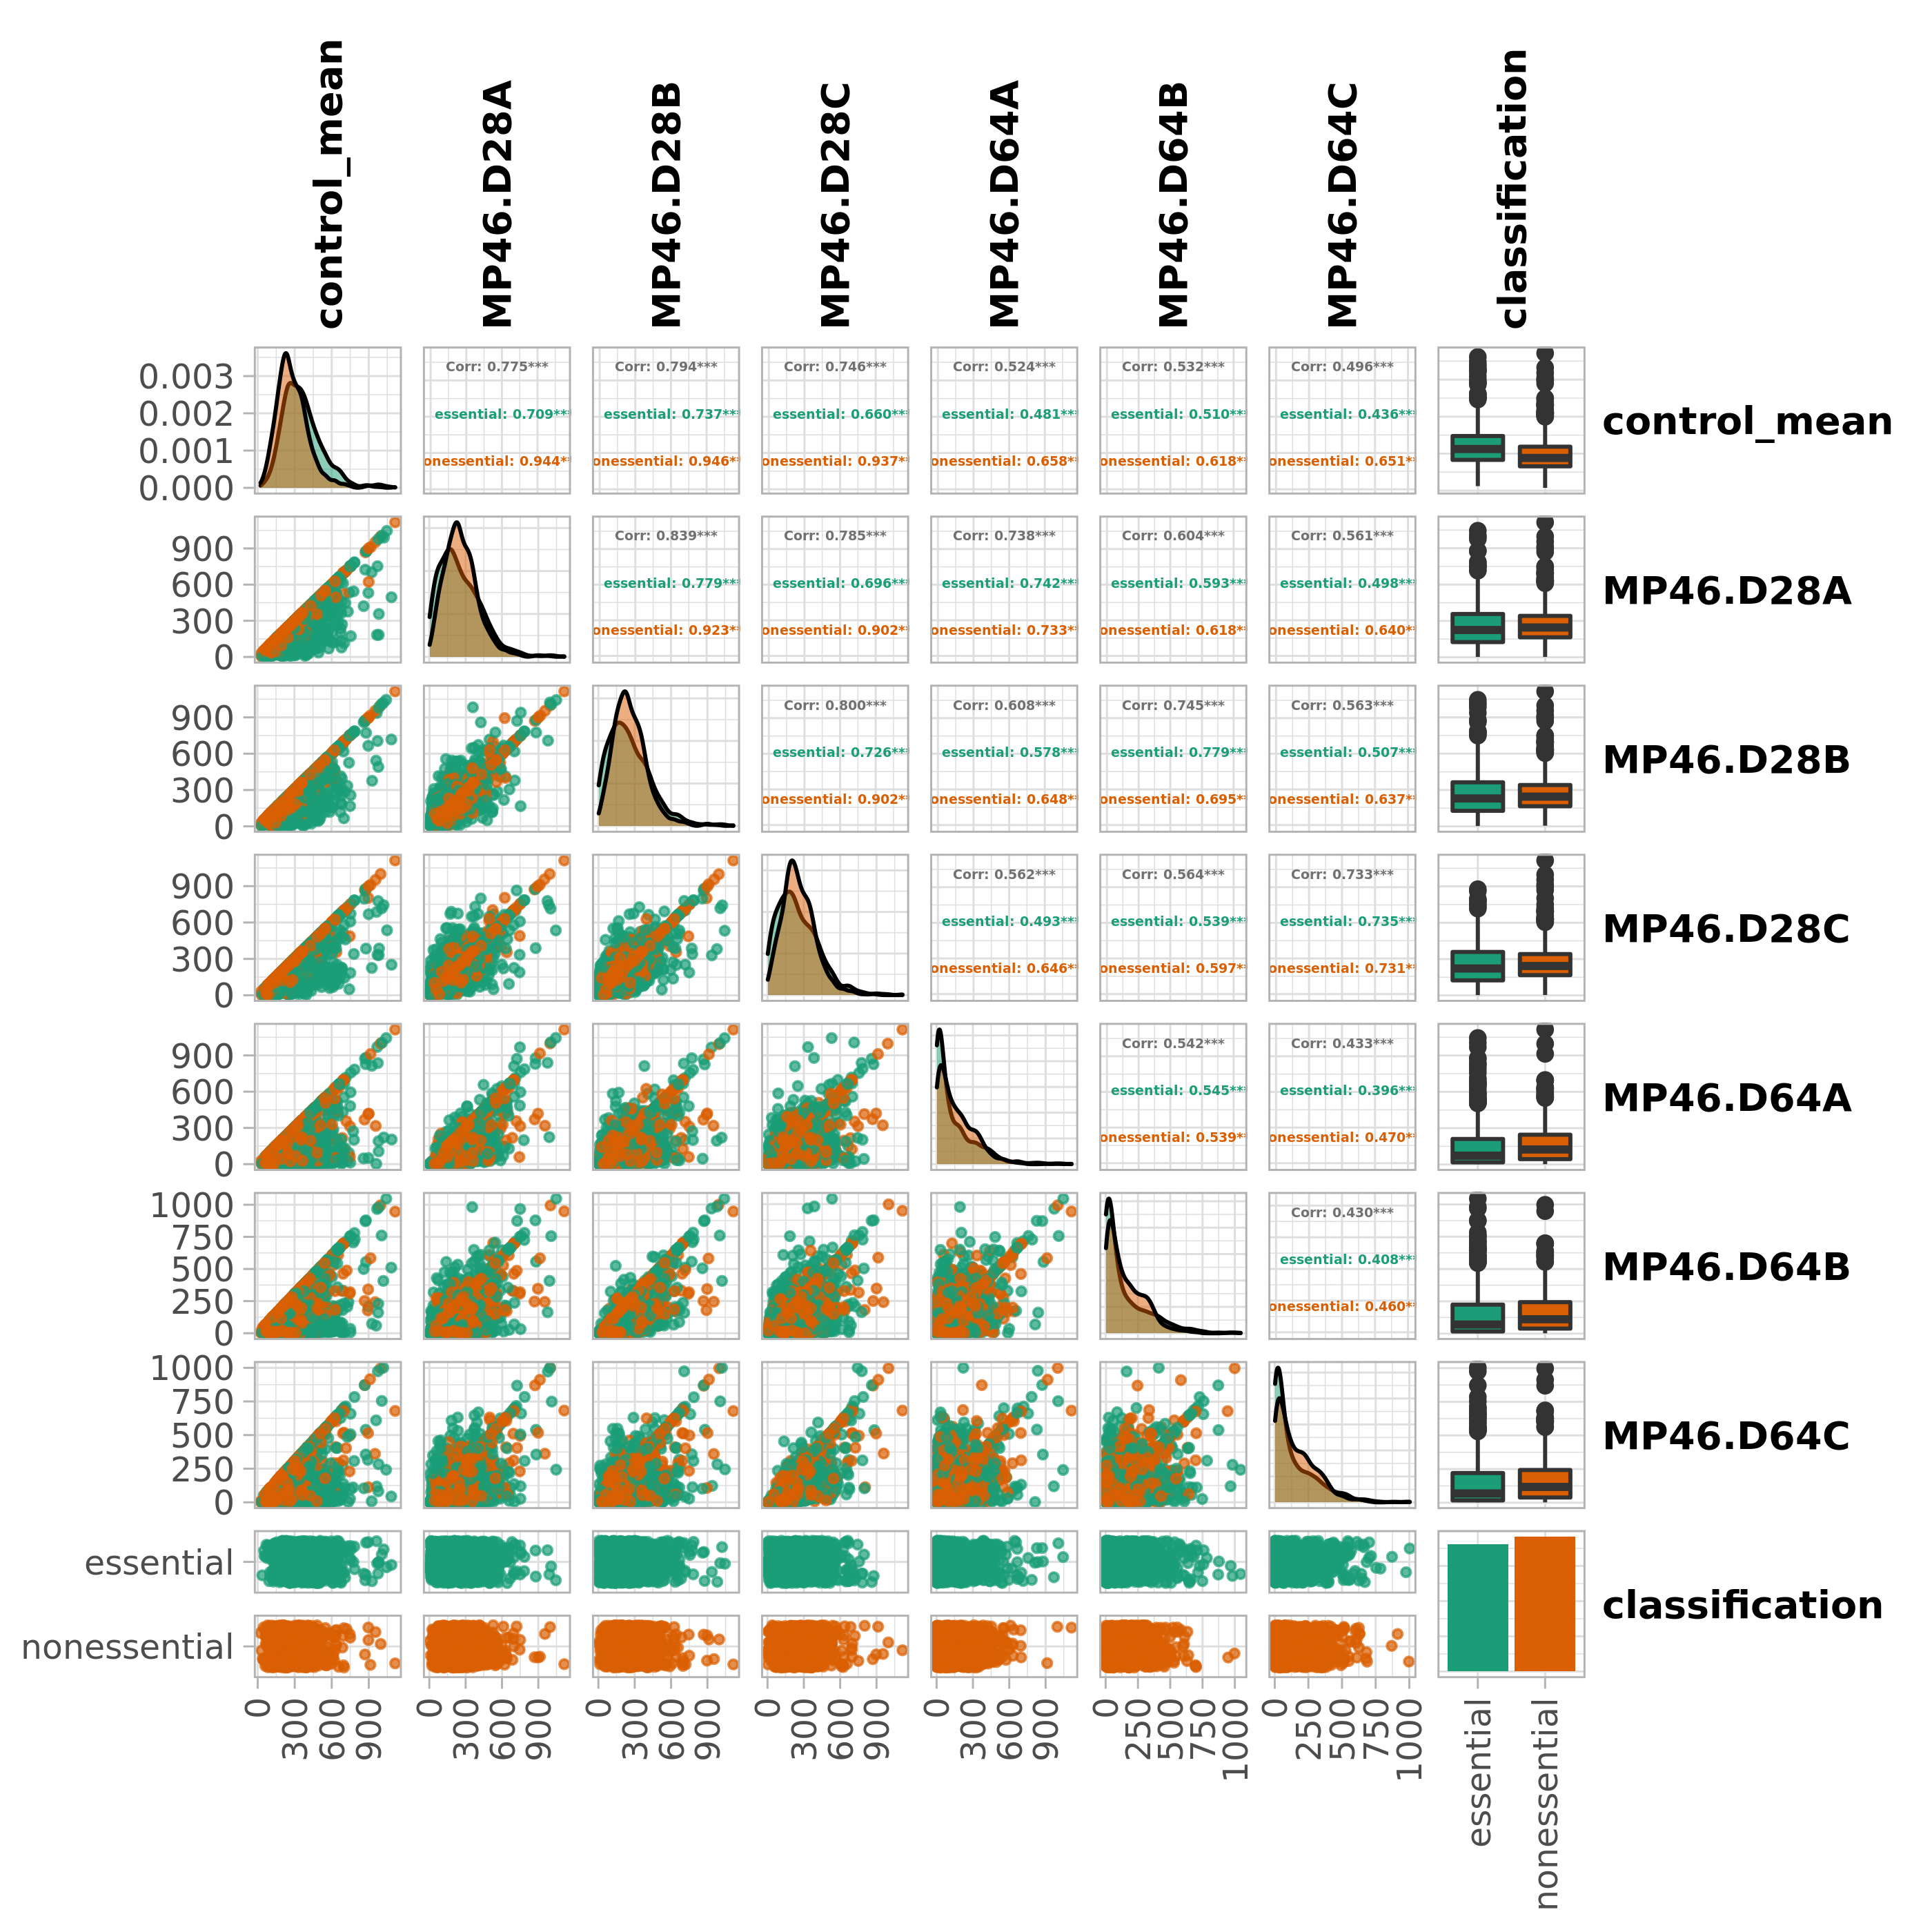 control_mean
MP46.D28A
MP46.D28B
MP46.D28C
MP46.D64A
MP46.D64B
MP46.D64C
classification
0.003
0.002
0.001
0.000
Corr: 0.775***
Corr: 0.794***
Corr: 0.746***
Corr: 0.524***
Corr: 0.532***
Corr: 0.496***
essential: 0.709***
essential: 0.737***
essential: 0.660***
essential: 0.481***
essential: 0.510***
essential: 0.436***
onessential: 0.944**
onessential: 0.946**
onessential: 0.937**
onessential: 0.658**
onessential: 0.618**
onessential: 0.651**
control_mean
900
600
300
0
Corr: 0.839***
Corr: 0.785***
Corr: 0.738***
Corr: 0.604***
Corr: 0.561***
essential: 0.779***
essential: 0.696***
essential: 0.742***
essential: 0.593***
essential: 0.498***
onessential: 0.923**
onessential: 0.902**
onessential: 0.733**
onessential: 0.618**
onessential: 0.640**
MP46.D28A
900
600
300
0
Corr: 0.800***
Corr: 0.608***
Corr: 0.745***
Corr: 0.563***
essential: 0.726***
essential: 0.578***
essential: 0.779***
essential: 0.507***
onessential: 0.902**
onessential: 0.648**
onessential: 0.695**
onessential: 0.637**
MP46.D28B
900
600
300
0
Corr: 0.562***
Corr: 0.564***
Corr: 0.733***
essential: 0.493***
essential: 0.539***
essential: 0.735***
onessential: 0.646**
onessential: 0.597**
onessential: 0.731**
MP46.D28C
900
600
300
0
Corr: 0.542***
Corr: 0.433***
essential: 0.545***
essential: 0.396***
onessential: 0.539**
onessential: 0.470**
MP46.D64A
1000
750
500
250
0
Corr: 0.430***
essential: 0.408***
onessential: 0.460**
MP46.D64B
1000
750
500
250
0
MP46.D64C
essential
nonessential
classification
0
300
600
900
0
300
600
900
0
300
600
900
0
300
600
900
0
300
600
900
0
250
500
750
1000
0
250
500
750
1000
essential
nonessential